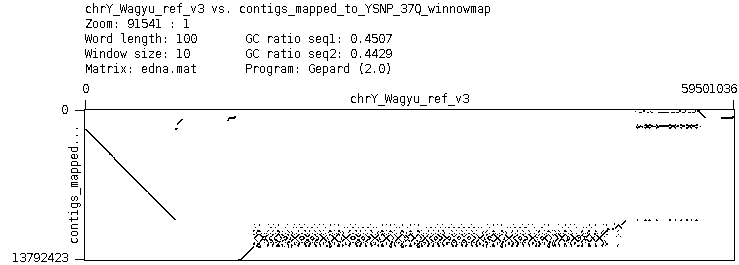 chrY_Wagyu_ref_v3 vs. contigs_mapped_to_YSNP_37Q_winnowmap
Zoom: 91541 : 1
Word length: 100 GC ratio seq1: 0.4507
Window size: 10 GC ratio seq2: 0.4429
Matrix: edna.mat Program: Gepard (2.0)
0 59501036
chrY_Wagyu_ref_v3
0
contigs_mapped...
13792423